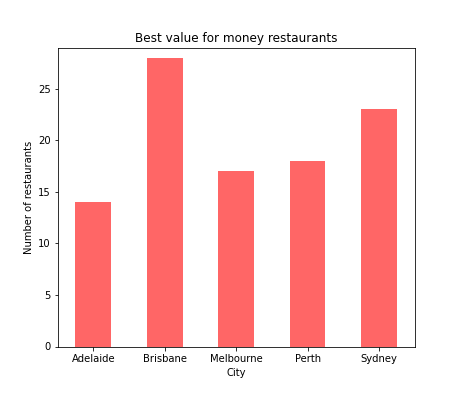 Best value for money restaurants
Number of restaurants
25
20
15
10
5
0
Adelaide Brisbane Melbourne Perth Sydney
City